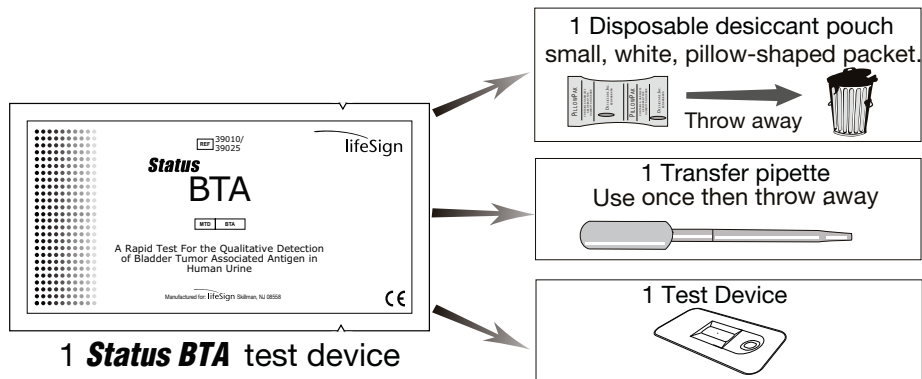 39010/
REF 39025
lifeSign
Status
BTA
MTD BTA
A Rapid Test For the Qualitative Detection
of Bladder Tumor Associated Antigen in
Human Urine
Manufactured for: lifeSign Skillman, NJ 08558
CE
1 Status BTA test device
1 Disposable desiccant pouch
small, white, pillow-shaped packet.
PILLOWPAK
PILLOWPAK
Throw away
1 Transfer pipette
Use once then throw away
1 Test Device